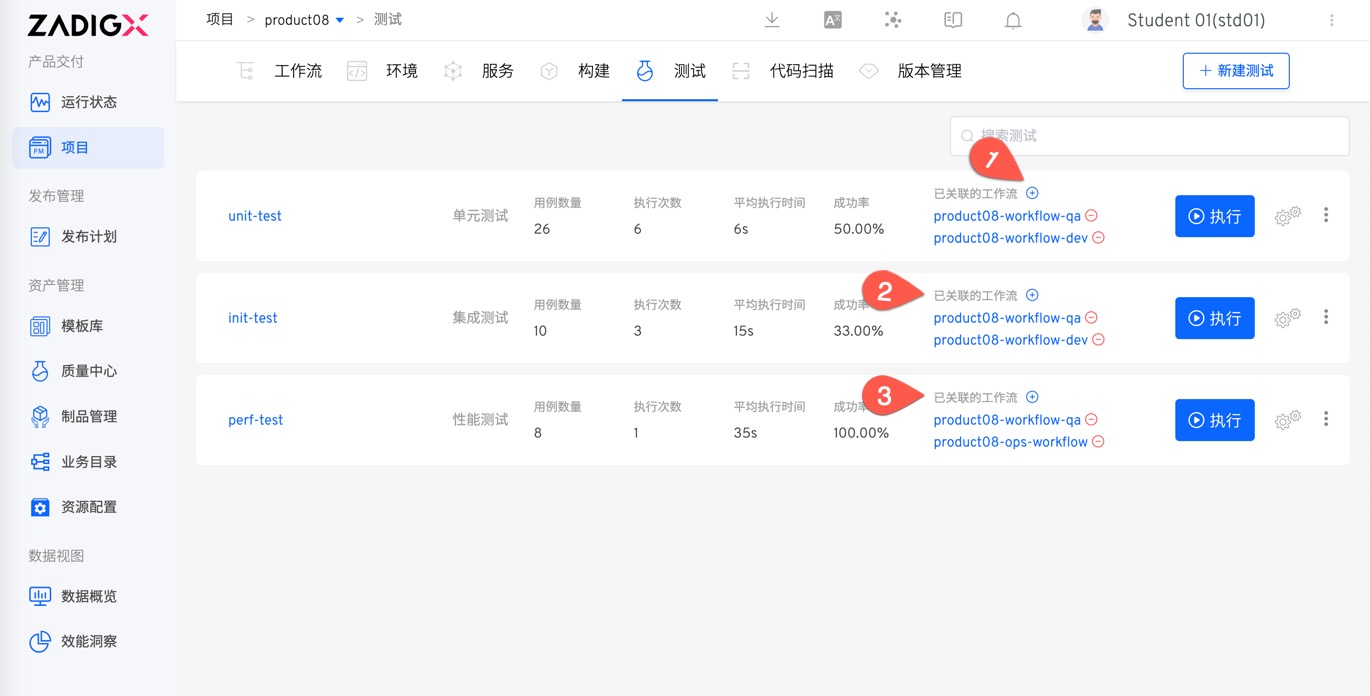 ZADIGX
项目 > product08 > 测试
Student 01(std01)
产品交付
运行状态
项目
发布管理
发布计划
资产管理
模板库
质量中心
制品管理
业务目录
资源配置
数据视图
数据概览
效能洞察
工作流 环境 服务 构建 测试 代码扫描 版本管理
+ 新建测试
搜索测试
1
unit-test
单元测试
用例数量
26
执行次数
6
平均执行时间
6s
成功率
50.00%
已关联的工作流
product08-workflow-qa
product08-workflow-dev
执行
2
init-test
集成测试
用例数量
10
执行次数
3
平均执行时间
15s
成功率
33.00%
已关联的工作流
product08-workflow-qa
product08-workflow-dev
执行
3
perf-test
性能测试
用例数量
8
执行次数
1
平均执行时间
35s
成功率
100.00%
已关联的工作流
product08-workflow-qa
product08-ops-workflow
执行